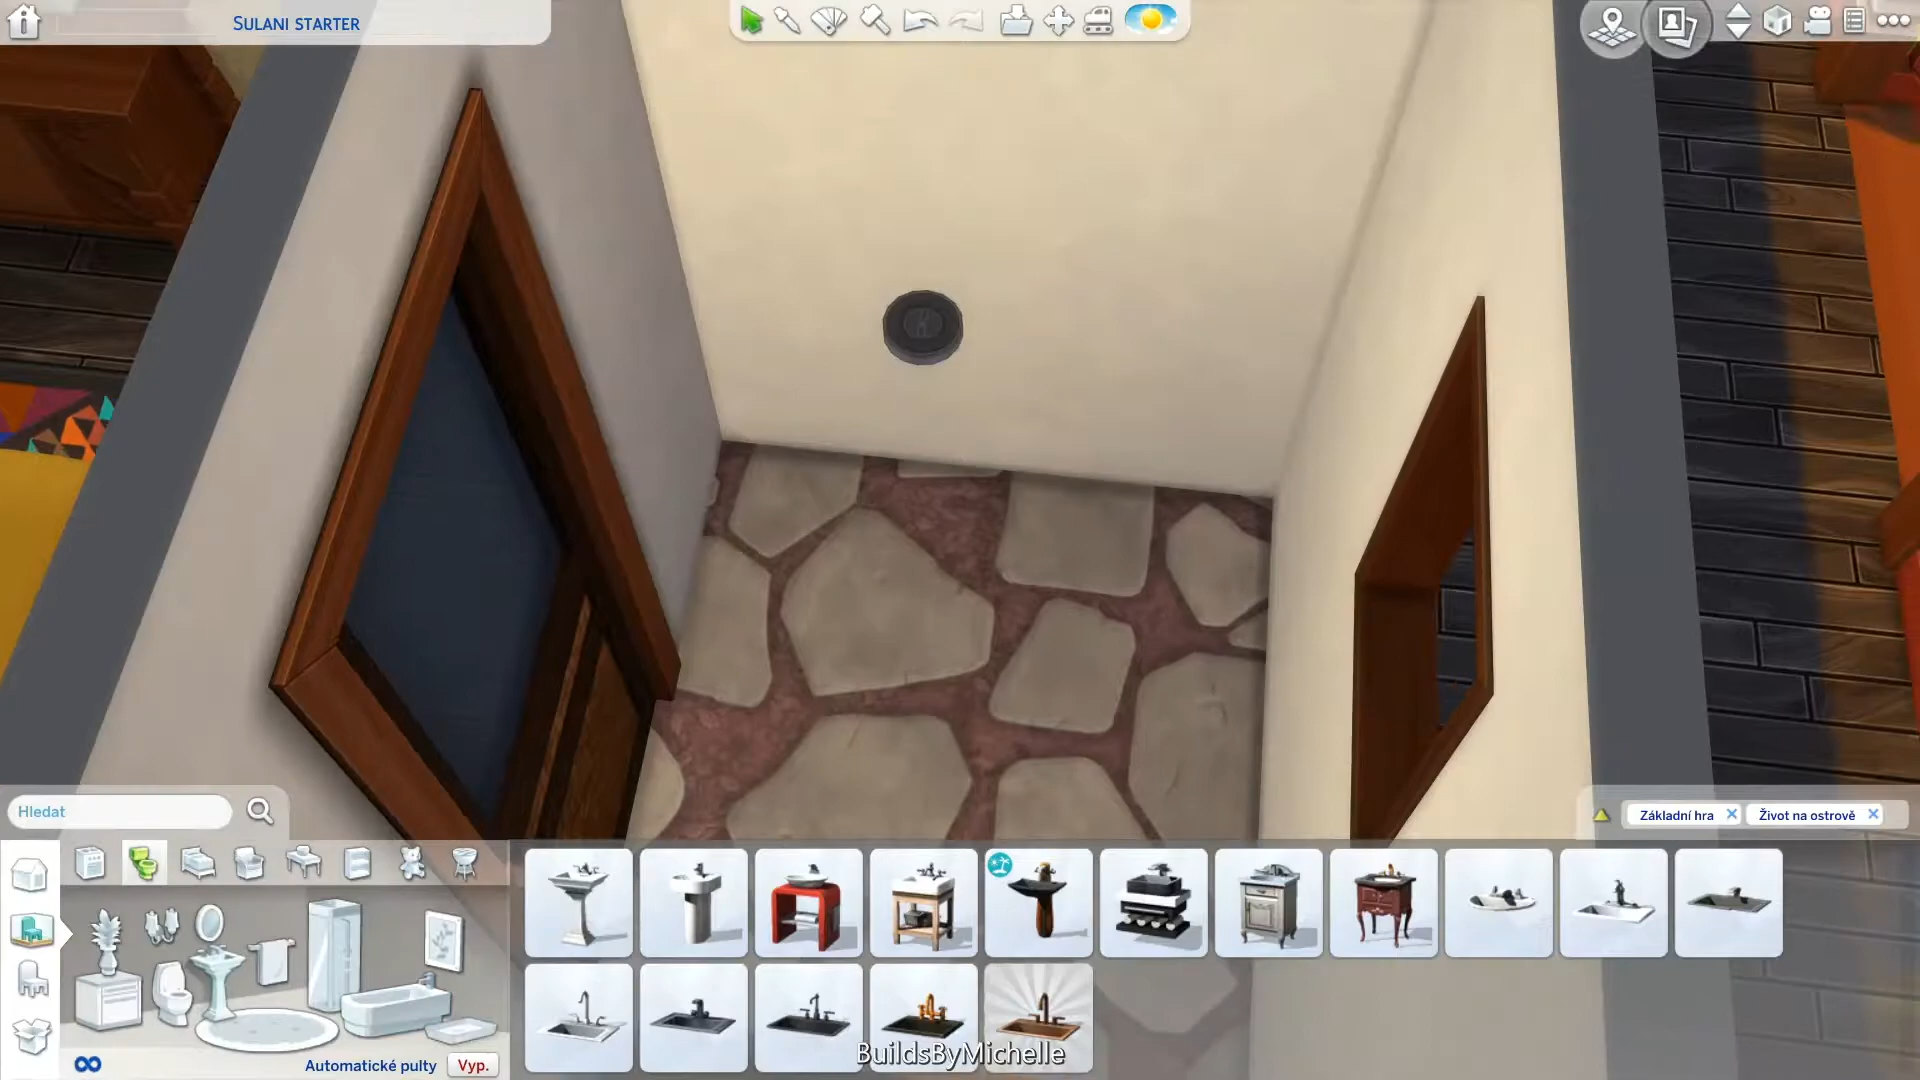 SULANI STARTER
Hledat
Základní hra
Život na ostrově
Automatické pulty
Vyp.
BuildsByMichelle